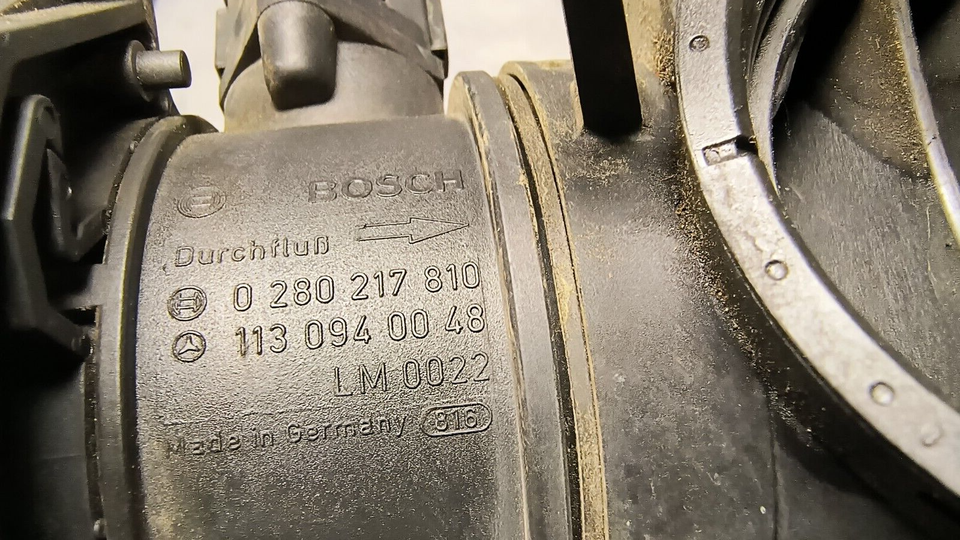 BOSCH
Durchfluß
0 280 217 810
113 094 00 48
LM 0022
Made in Germany 816